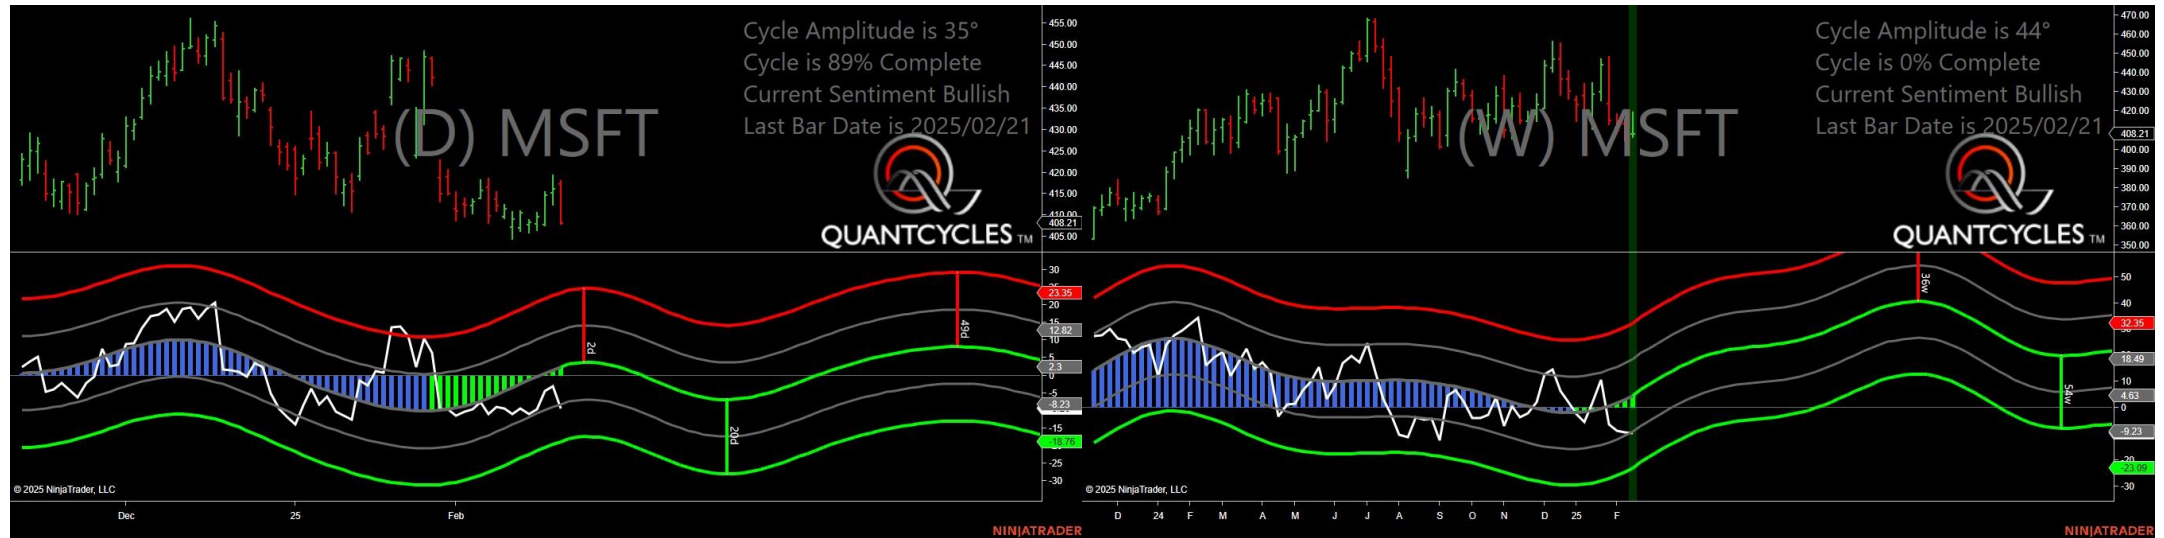 Cycle Amplitude is 35°
Cycle is 89% Complete
Current Sentiment Bullish
Last Bar Date is 2025/02/21
(D) MSFT
QUANTCYCLES TM
455.00
450.00
445.00
440.00
435.00
430.00
425.00
420.00
415.00
410.00
408.21
405.00
30
23.35
20
15
12.82
10
5
2.3
0
-5
-8.23
-15
-18.76
-25
-30
2d
20d
49d
© 2025 NinjaTrader, LLC
Dec
25
Feb
NINJATRADER
Cycle Amplitude is 44°
Cycle is 0% Complete
Current Sentiment Bullish
Last Bar Date is 2025/02/21
(W) MSFT
QUANTCYCLES TM
470.00
460.00
450.00
440.00
430.00
420.00
408.21
400.00
390.00
380.00
370.00
360.00
350.00
50
40
32.35
18.49
10
4.63
0
-9.23
-20
-23.09
-30
36w
54w
© 2025 NinjaTrader, LLC
D 24 F M A M J J A S O N D 25 F
NINJATRADER